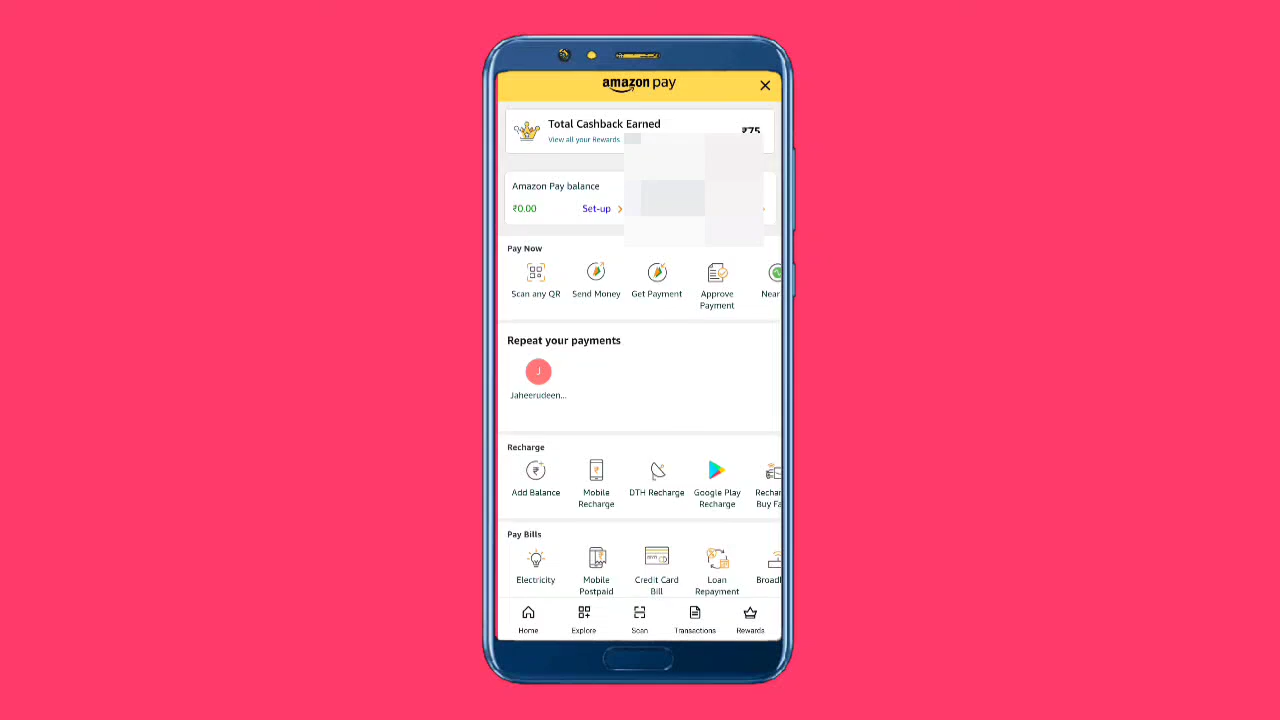 amazon pay
Total Cashback Earned
₹75
View all your Rewards
Amazon Pay balance
₹0.00 Set-up
Pay Now
Scan any QR Send Money Get Payment Approve Payment Near
Repeat your payments
J
Jaheerudeen...
Recharge
Add Balance Mobile Recharge DTH Recharge Google Play Recharge Rechar Buy Fa
Pay Bills
Electricity Mobile Postpaid Credit Card Bill Loan Repayment Broad
Home Explore Scan Transactions Rewards